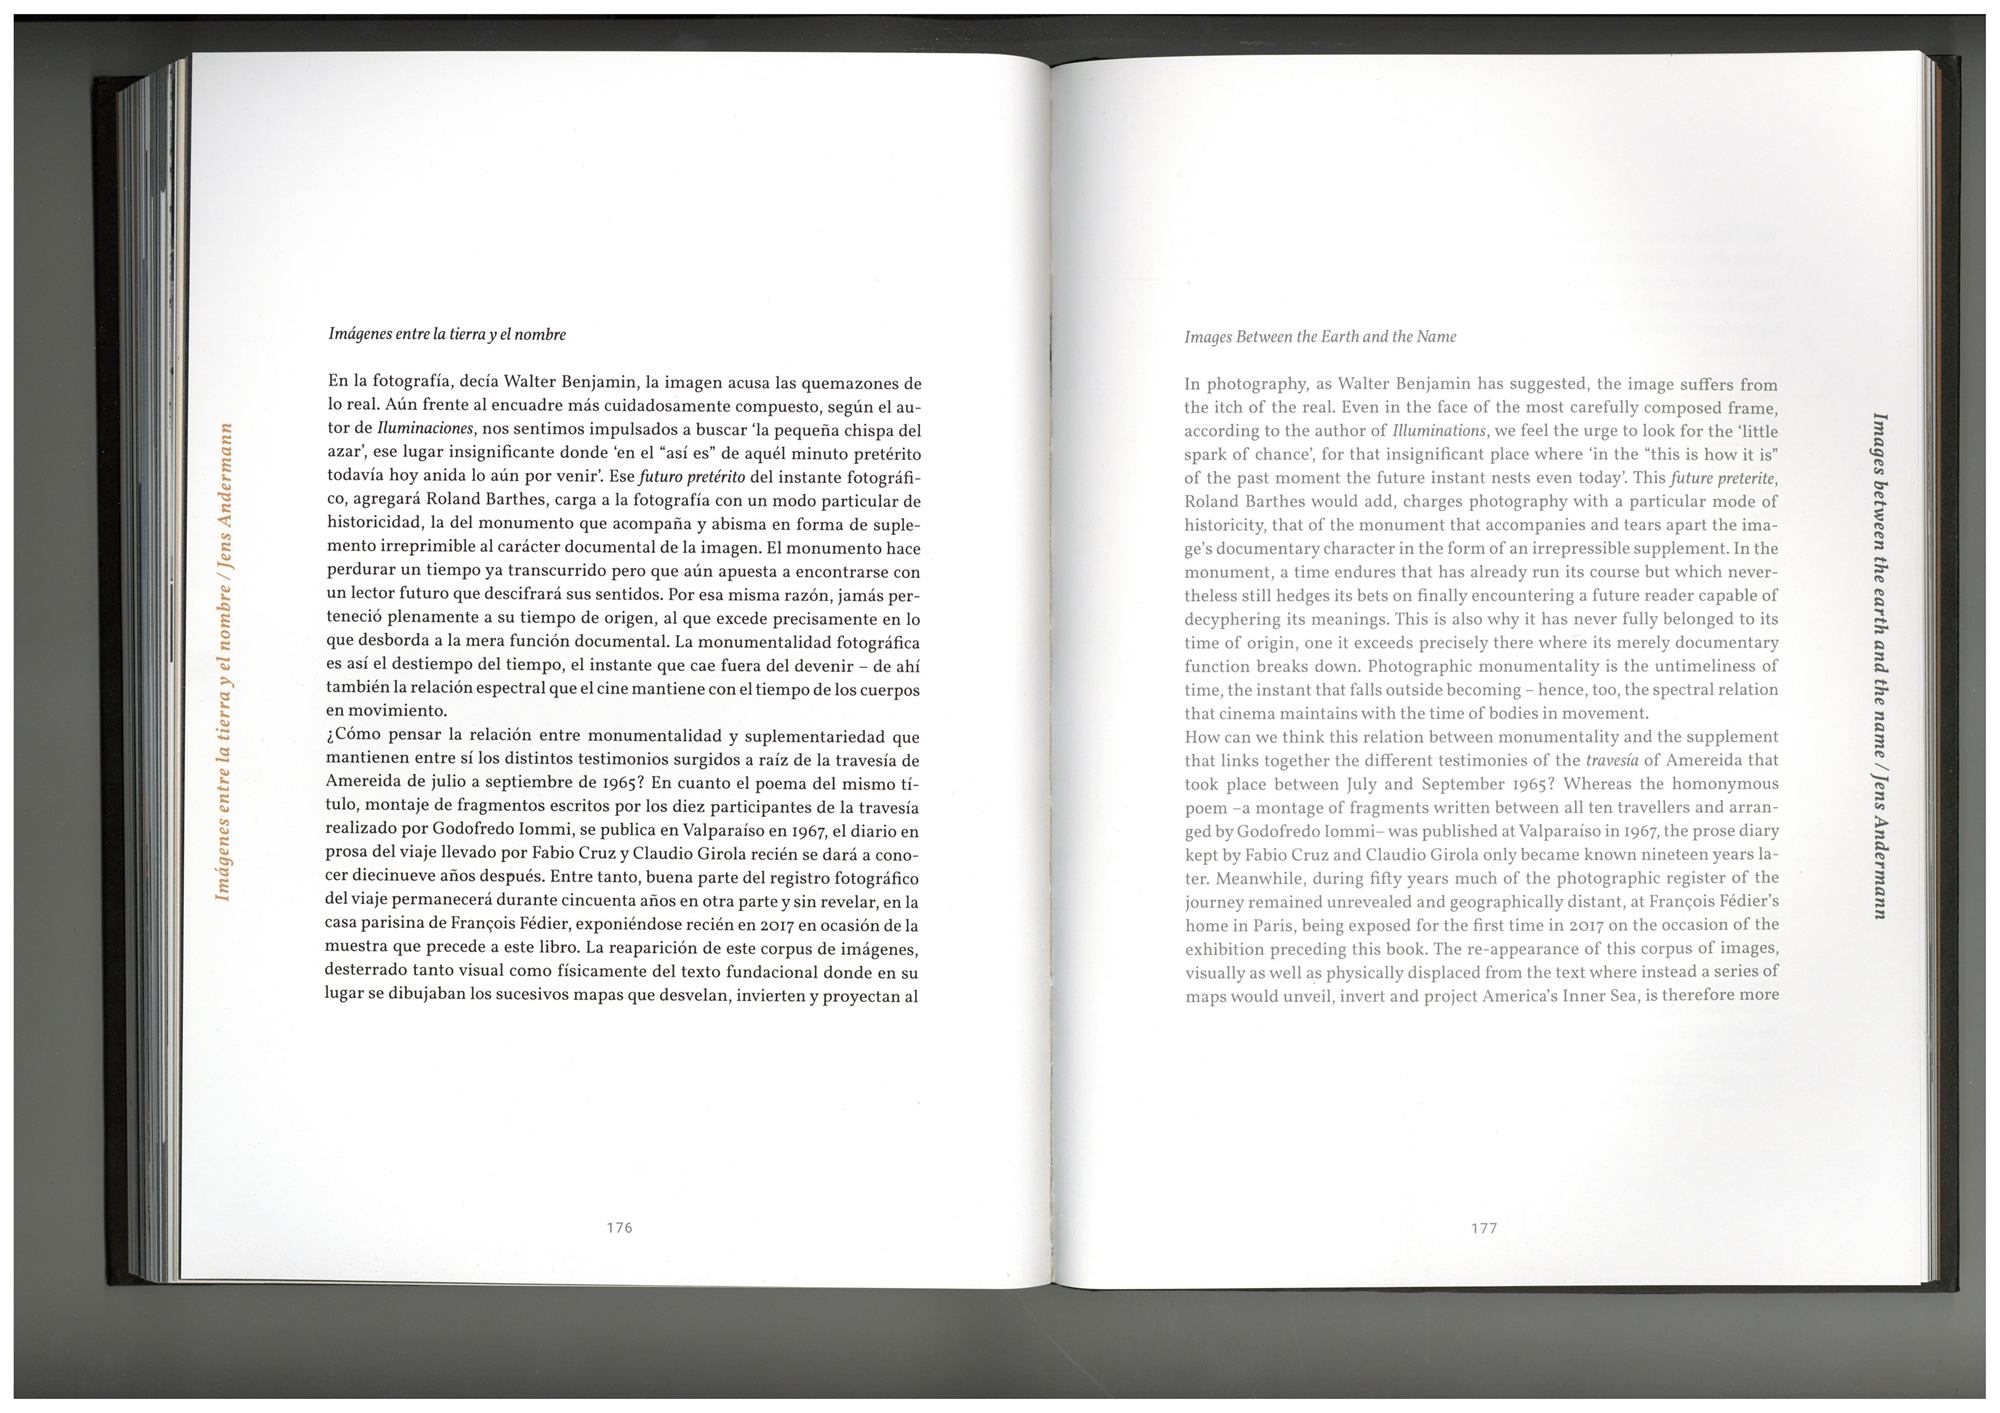 Imágenes entre la tierra y el nombre / Jens Andermann
Imágenes entre la tierra y el nombre
En la fotografía, decía Walter Benjamin, la imagen acusa las quemazones de
lo real. Aún frente al encuadre más cuidadosamente compuesto, según el au-
tor de Iluminaciones, nos sentimos impulsados a buscar ‘la pequeña chispa del
azar’, ese lugar insignificante donde ‘en el “así es” de aquél minuto pretérito
todavía hoy anida lo aún por venir’. Ese futuro pretérito del instante fotográfi-
co, agregará Roland Barthes, carga a la fotografía con un modo particular de
historicidad, la del monumento que acompaña y abisma en forma de suple-
mento irreprimible al carácter documental de la imagen. El monumento hace
perdurar un tiempo ya transcurrido pero que aún apuesta a encontrarse con
un lector futuro que descifrará sus sentidos. Por esa misma razón, jamás per-
teneció plenamente a su tiempo de origen, al que excede precisamente en lo
que desborda a la mera función documental. La monumentalidad fotográfica
es así el destiempo del tiempo, el instante que cae fuera del devenir – de ahí
también la relación espectral que el cine mantiene con el tiempo de los cuerpos
en movimiento.
¿Cómo pensar la relación entre monumentalidad y suplementariedad que
mantienen entre sí los distintos testimonios surgidos a raíz de la travesía de
Amereida de julio a septiembre de 1965? En cuanto el poema del mismo tí-
tulo, montaje de fragmentos escritos por los diez participantes de la travesía
realizado por Godofredo Iommi, se publica en Valparaíso en 1967, el diario en
prosa del viaje llevado por Fabio Cruz y Claudio Girola recién se dará a cono-
cer diecinueve años después. Entre tanto, buena parte del registro fotográfico
del viaje permanecerá durante cincuenta años en otra parte y sin revelar, en la
casa parisina de François Fédier, exponiéndose recién en 2017 en ocasión de la
muestra que precede a este libro. La reaparición de este corpus de imágenes,
desterrado tanto visual como físicamente del texto fundacional donde en su
lugar se dibujaban los sucesivos mapas que desvelan, invierten y proyectan al
176
Images Between the Earth and the Name
In photography, as Walter Benjamin has suggested, the image suffers from
the itch of the real. Even in the face of the most carefully composed frame,
according to the author of Illuminations, we feel the urge to look for the ‘little
spark of chance’, for that insignificant place where ‘in the “this is how it is”
of the past moment the future instant nests even today’. This future preterite,
Roland Barthes would add, charges photography with a particular mode of
historicity, that of the monument that accompanies and tears apart the ima-
ge’s documentary character in the form of an irrepressible supplement. In the
monument, a time endures that has already run its course but which never-
theless still hedges its bets on finally encountering a future reader capable of
decyphering its meanings. This is also why it has never fully belonged to its
time of origin, one it exceeds precisely there where its merely documentary
function breaks down. Photographic monumentality is the untimeliness of
time, the instant that falls outside becoming – hence, too, the spectral relation
that cinema maintains with the time of bodies in movement.
How can we think this relation between monumentality and the supplement
that links together the different testimonies of the travesía of Amereida that
took place between July and September 1965? Whereas the homonymous
poem –a montage of fragments written between all ten travellers and arran-
ged by Godofredo Iommi– was published at Valparaíso in 1967, the prose diary
kept by Fabio Cruz and Claudio Girola only became known nineteen years la-
ter. Meanwhile, during fifty years much of the photographic register of the
journey remained unrevealed and geographically distant, at François Fédier’s
home in Paris, being exposed for the first time in 2017 on the occasion of the
exhibition preceding this book. The re-appearance of this corpus of images,
visually as well as physically displaced from the text where instead a series of
maps would unveil, invert and project America’s Inner Sea, is therefore more
177
Images between the earth and the name / Jens Andermann